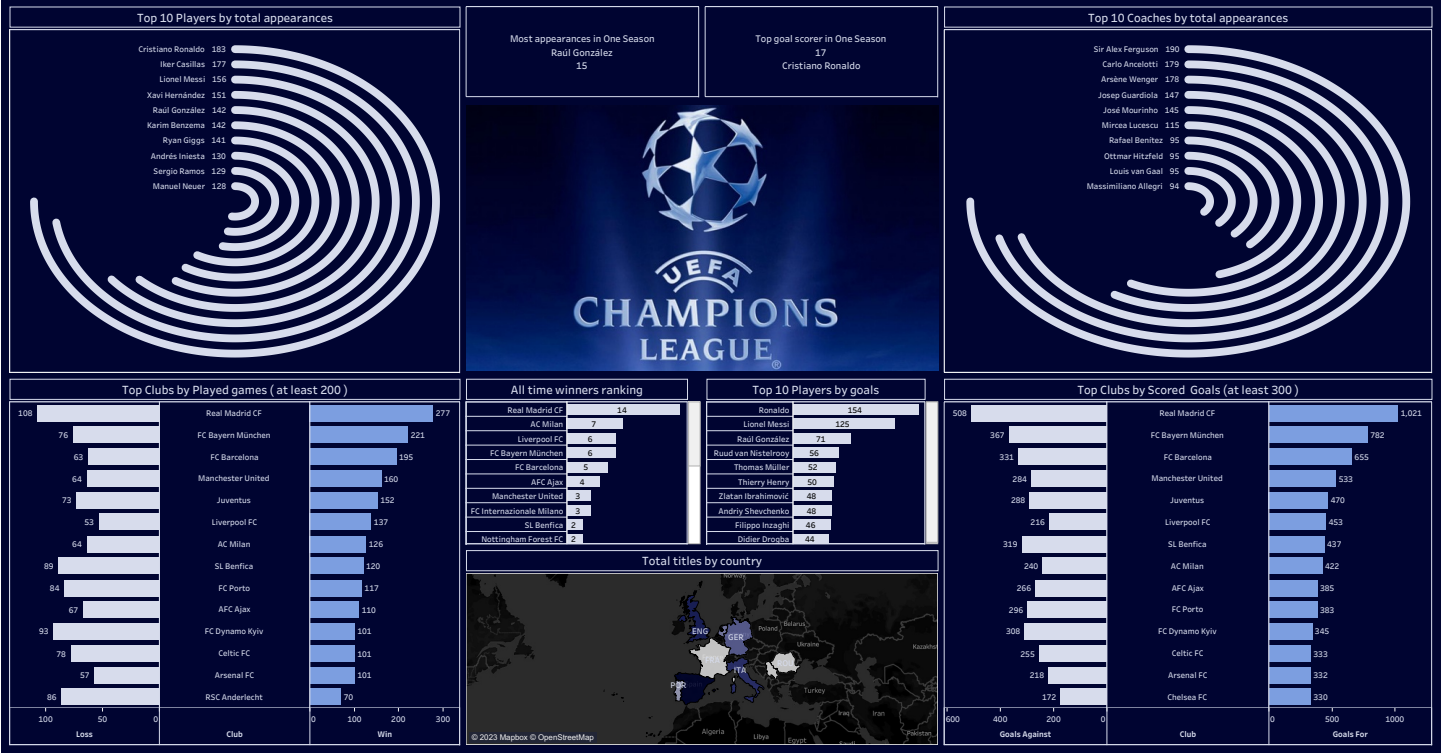 Top 10 Players by total appearances
Cristiano Ronaldo 183
Iker Casillas 177
Lionel Messi 156
Xavi Hernández 151
Raúl González 142
Karim Benzema 142
Ryan Giggs 141
Andrés Iniesta 130
Sergio Ramos 129
Manuel Neuer 128
Most appearances in One Season
Raúl González
15
Top goal scorer in One Season
17
Cristiano Ronaldo
UEFA
CHAMPIONS
LEAGUE®
Top 10 Coaches by total appearances
Sir Alex Ferguson 190
Carlo Ancelotti 179
Arsène Wenger 178
Josep Guardiola 147
José Mourinho 145
Mircea Lucescu 115
Rafael Benítez 95
Ottmar Hitzfeld 95
Louis van Gaal 95
Massimiliano Allegri 94
Top Clubs by Played games ( at least 200 )
108 Real Madrid CF 277
76 FC Bayern München 221
63 FC Barcelona 195
64 Manchester United 160
73 Juventus 152
53 Liverpool FC 137
64 AC Milan 126
89 SL Benfica 120
84 FC Porto 117
67 AFC Ajax 110
93 FC Dynamo Kyiv 101
78 Celtic FC 101
57 Arsenal FC 101
86 RSC Anderlecht 70
100 50 0 0 100 200 300
Loss Club Win
All time winners ranking
Real Madrid CF 14
AC Milan 7
Liverpool FC 6
FC Bayern München 6
FC Barcelona 5
AFC Ajax 4
Manchester United 3
FC Internazionale Milano 3
SL Benfica 2
Nottingham Forest FC 2
Top 10 Players by goals
Ronaldo 154
Lionel Messi 125
Raúl González 71
Ruud van Nistelrooy 56
Thomas Müller 52
Thierry Henry 50
Zlatan Ibrahimović 48
Andriy Shevchenko 48
Filippo Inzaghi 46
Didier Drogba 44
Total titles by country
Norway
ENG
GER
Poland
Belarus
Ukraine
Kazakhs
ITA
POR
Turkey
Iraq
Iran
Algeria
Libya
Egypt
Saudi
Pakistan
© 2023 Mapbox © OpenStreetMap
Top Clubs by Scored Goals (at least 300 )
508 Real Madrid CF 1,021
367 FC Bayern München 782
331 FC Barcelona 655
284 Manchester United 533
288 Juventus 470
216 Liverpool FC 453
319 SL Benfica 437
240 AC Milan 422
266 AFC Ajax 385
296 FC Porto 383
308 FC Dynamo Kyiv 345
255 Celtic FC 333
218 Arsenal FC 332
172 Chelsea FC 330
600 400 200 0 0 500 1000
Goals Against Club Goals For